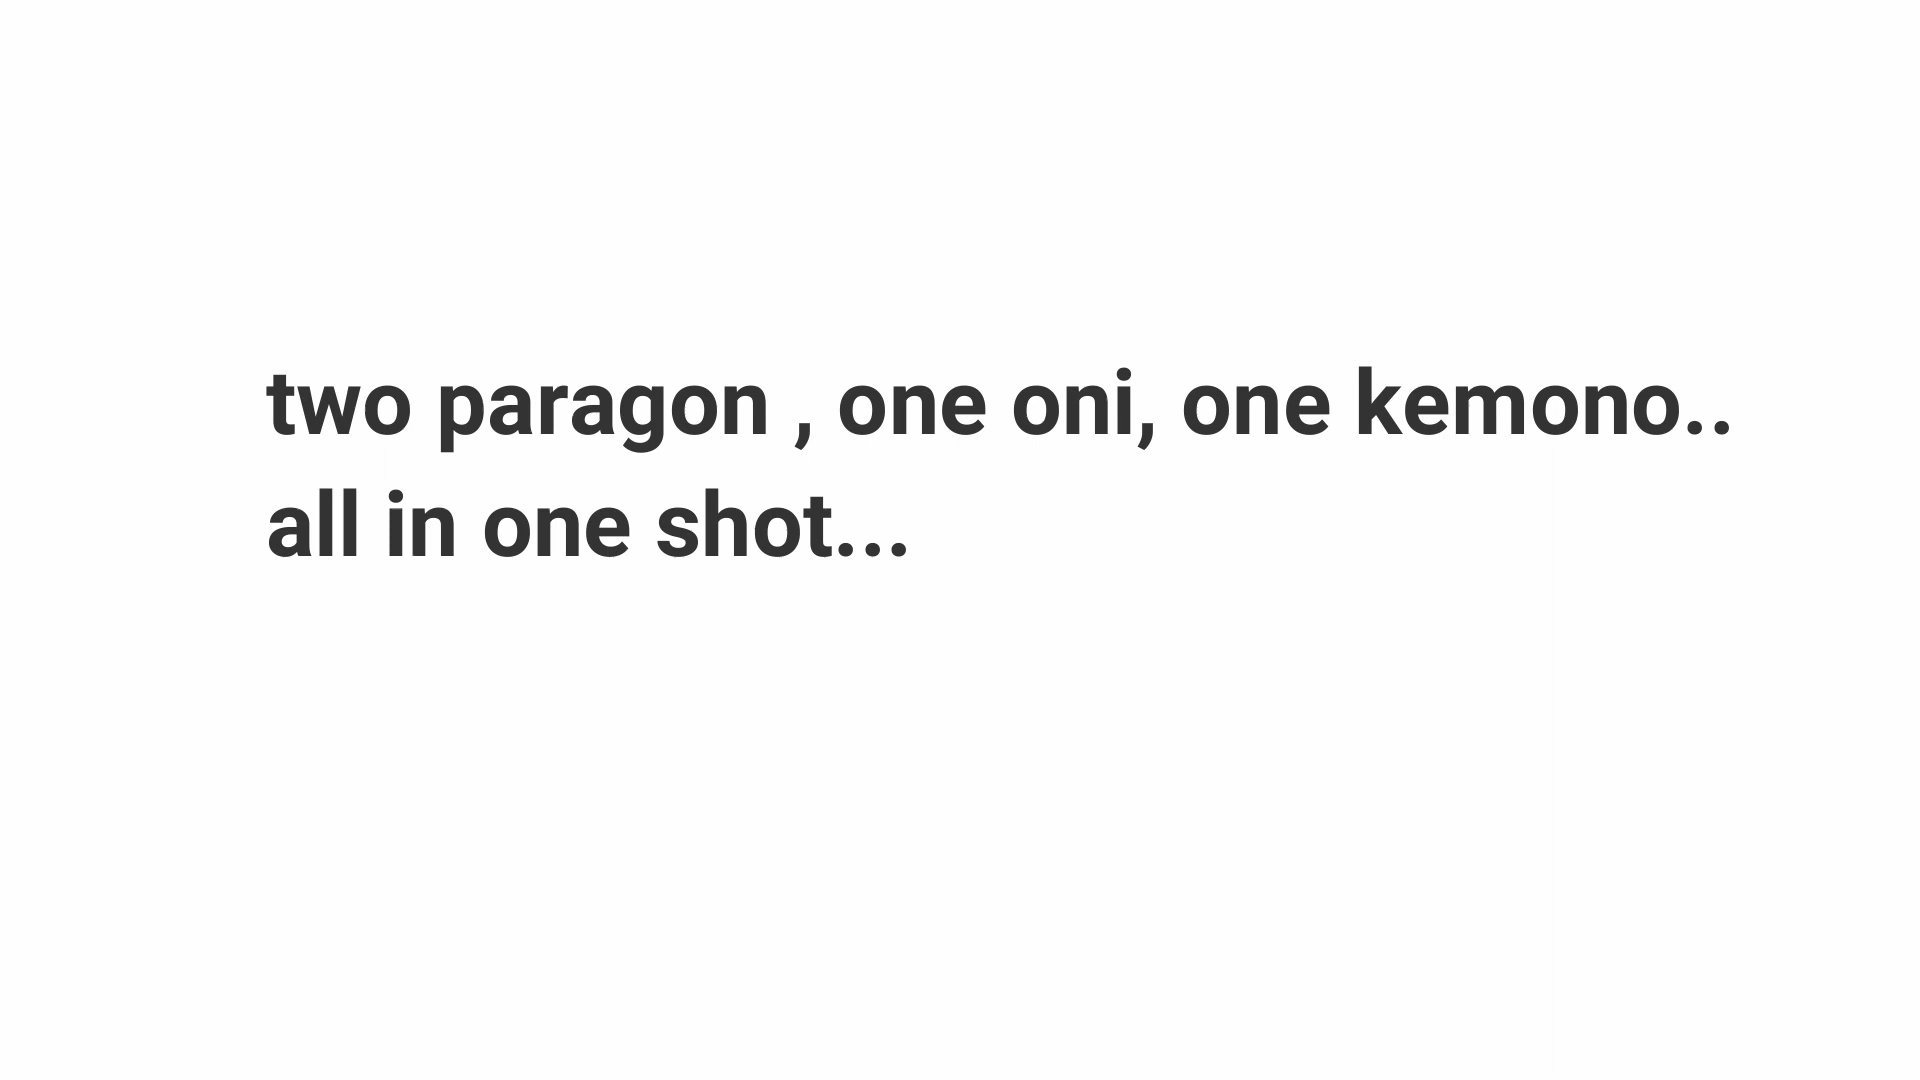 two paragon , one oni, one kemono..
all in one shot...